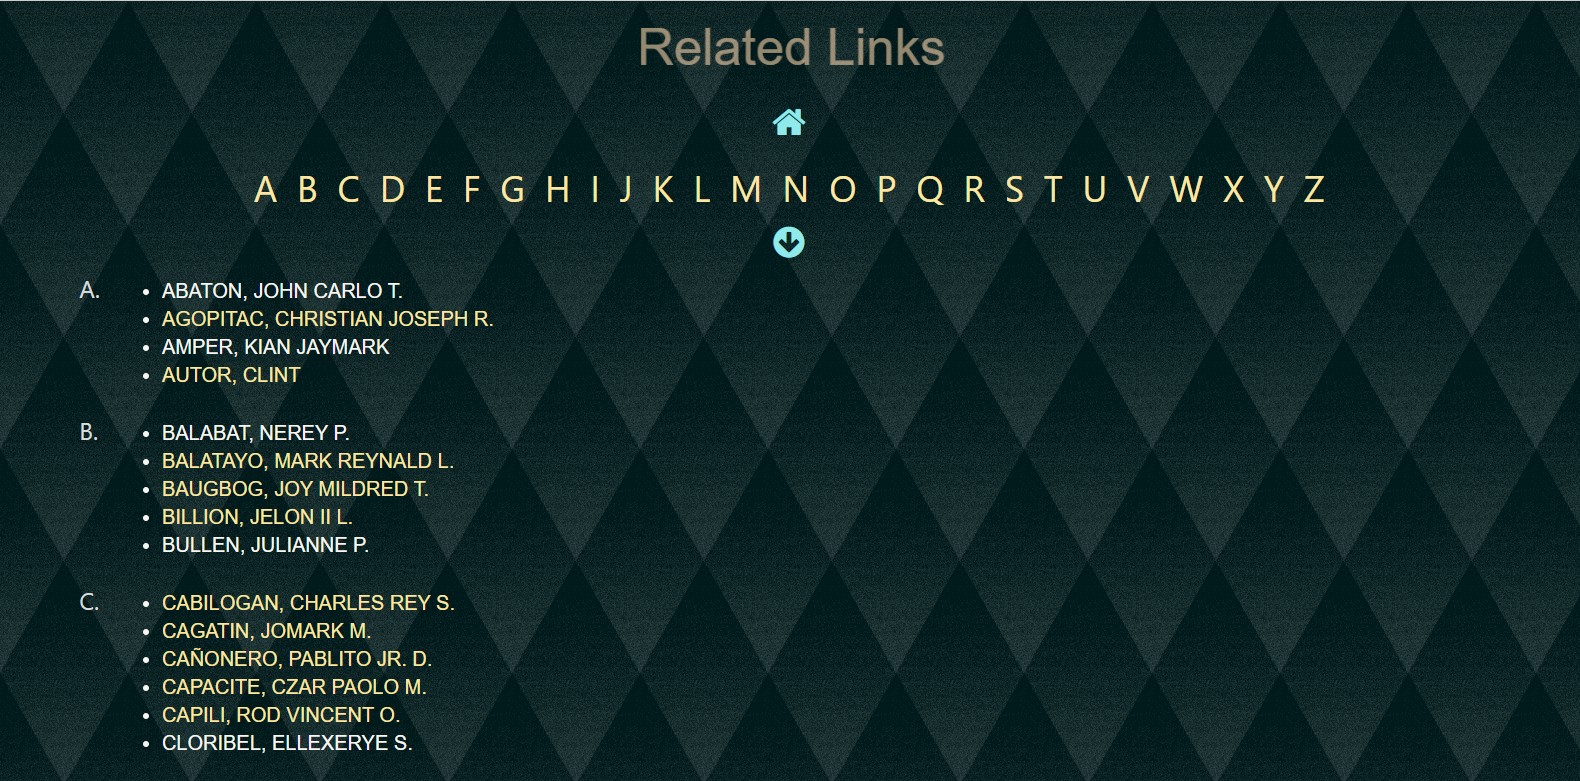 Related Links
A B C D E F G H I J K L M N O P Q R S T U V W X Y Z
A.
ABATON, JOHN CARLO T.
AGOPITAC, CHRISTIAN JOSEPH R.
AMPER, KIAN JAYMARK
AUTOR, CLINT
B.
BALABAT, NEREY P.
BALATAYO, MARK REYNALD L.
BAUGBOG, JOY MILDRED T.
BILLION, JELON II L.
BULLEN, JULIANNE P.
C.
CABILOGAN, CHARLES REY S.
CAGATIN, JOMARK M.
CAÑONERO, PABLITO JR. D.
CAPACITE, CZAR PAOLO M.
CAPILI, ROD VINCENT O.
CLORIBEL, ELLEXERYE S.